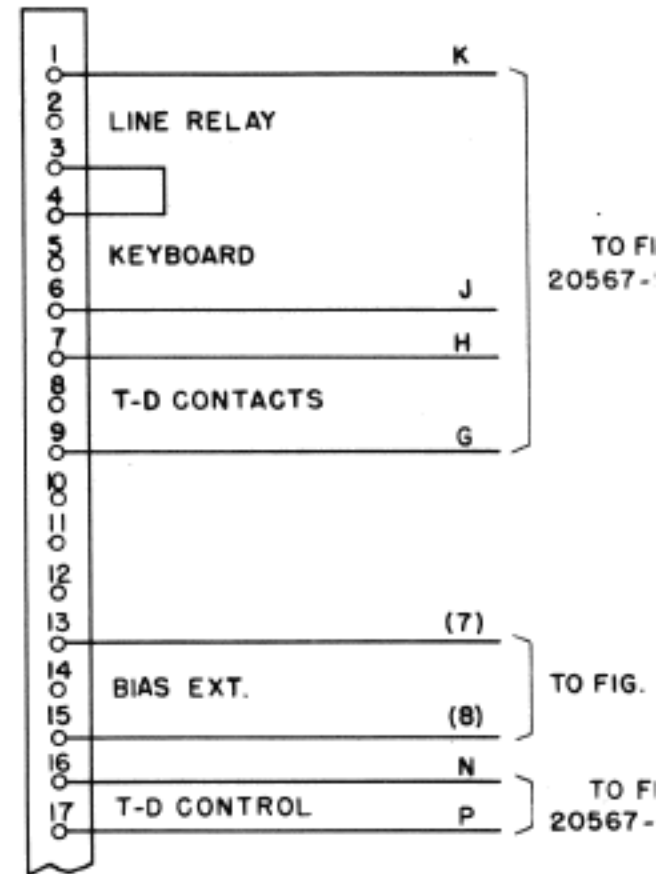 1 K
2
LINE RELAY
3
4
5 KEYBOARD
6 J
7 H
8 T-D CONTACTS
9 G
10
11
12
13 (7)
14 BIAS EXT.
15 (8)
16 N
T-D CONTROL
17 P
TO FI
20567-
TO FIG.
TO FI
20567-